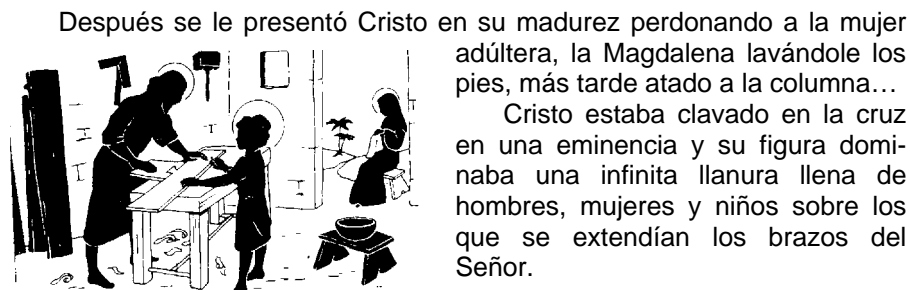 Después se le presentó Cristo en su madurez perdonando a la mujer
adúltera, la Magdalena lavándole los
pies, más tarde atado a la columna…
Cristo estaba clavado en la cruz
en una eminencia y su figura domi-
naba una infinita llanura llena de
hombres, mujeres y niños sobre los
que se extendían los brazos del
Señor.